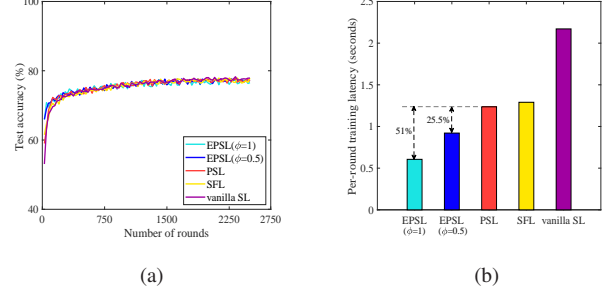 100
80
60
40
Test accuracy (%)
0
750
1500
2250
3000
Number of rounds
EPSL(ϕ=1)
EPSL(ϕ=0.5)
PSL
SFL
vanilla SL
(a)
2.5
2
1.5
1
0.5
0
Per-round training latency (seconds)
51%
25.5%
EPSL
(ϕ=1)
EPSL
(ϕ=0.5)
PSL
SFL
vanilla SL
(b)